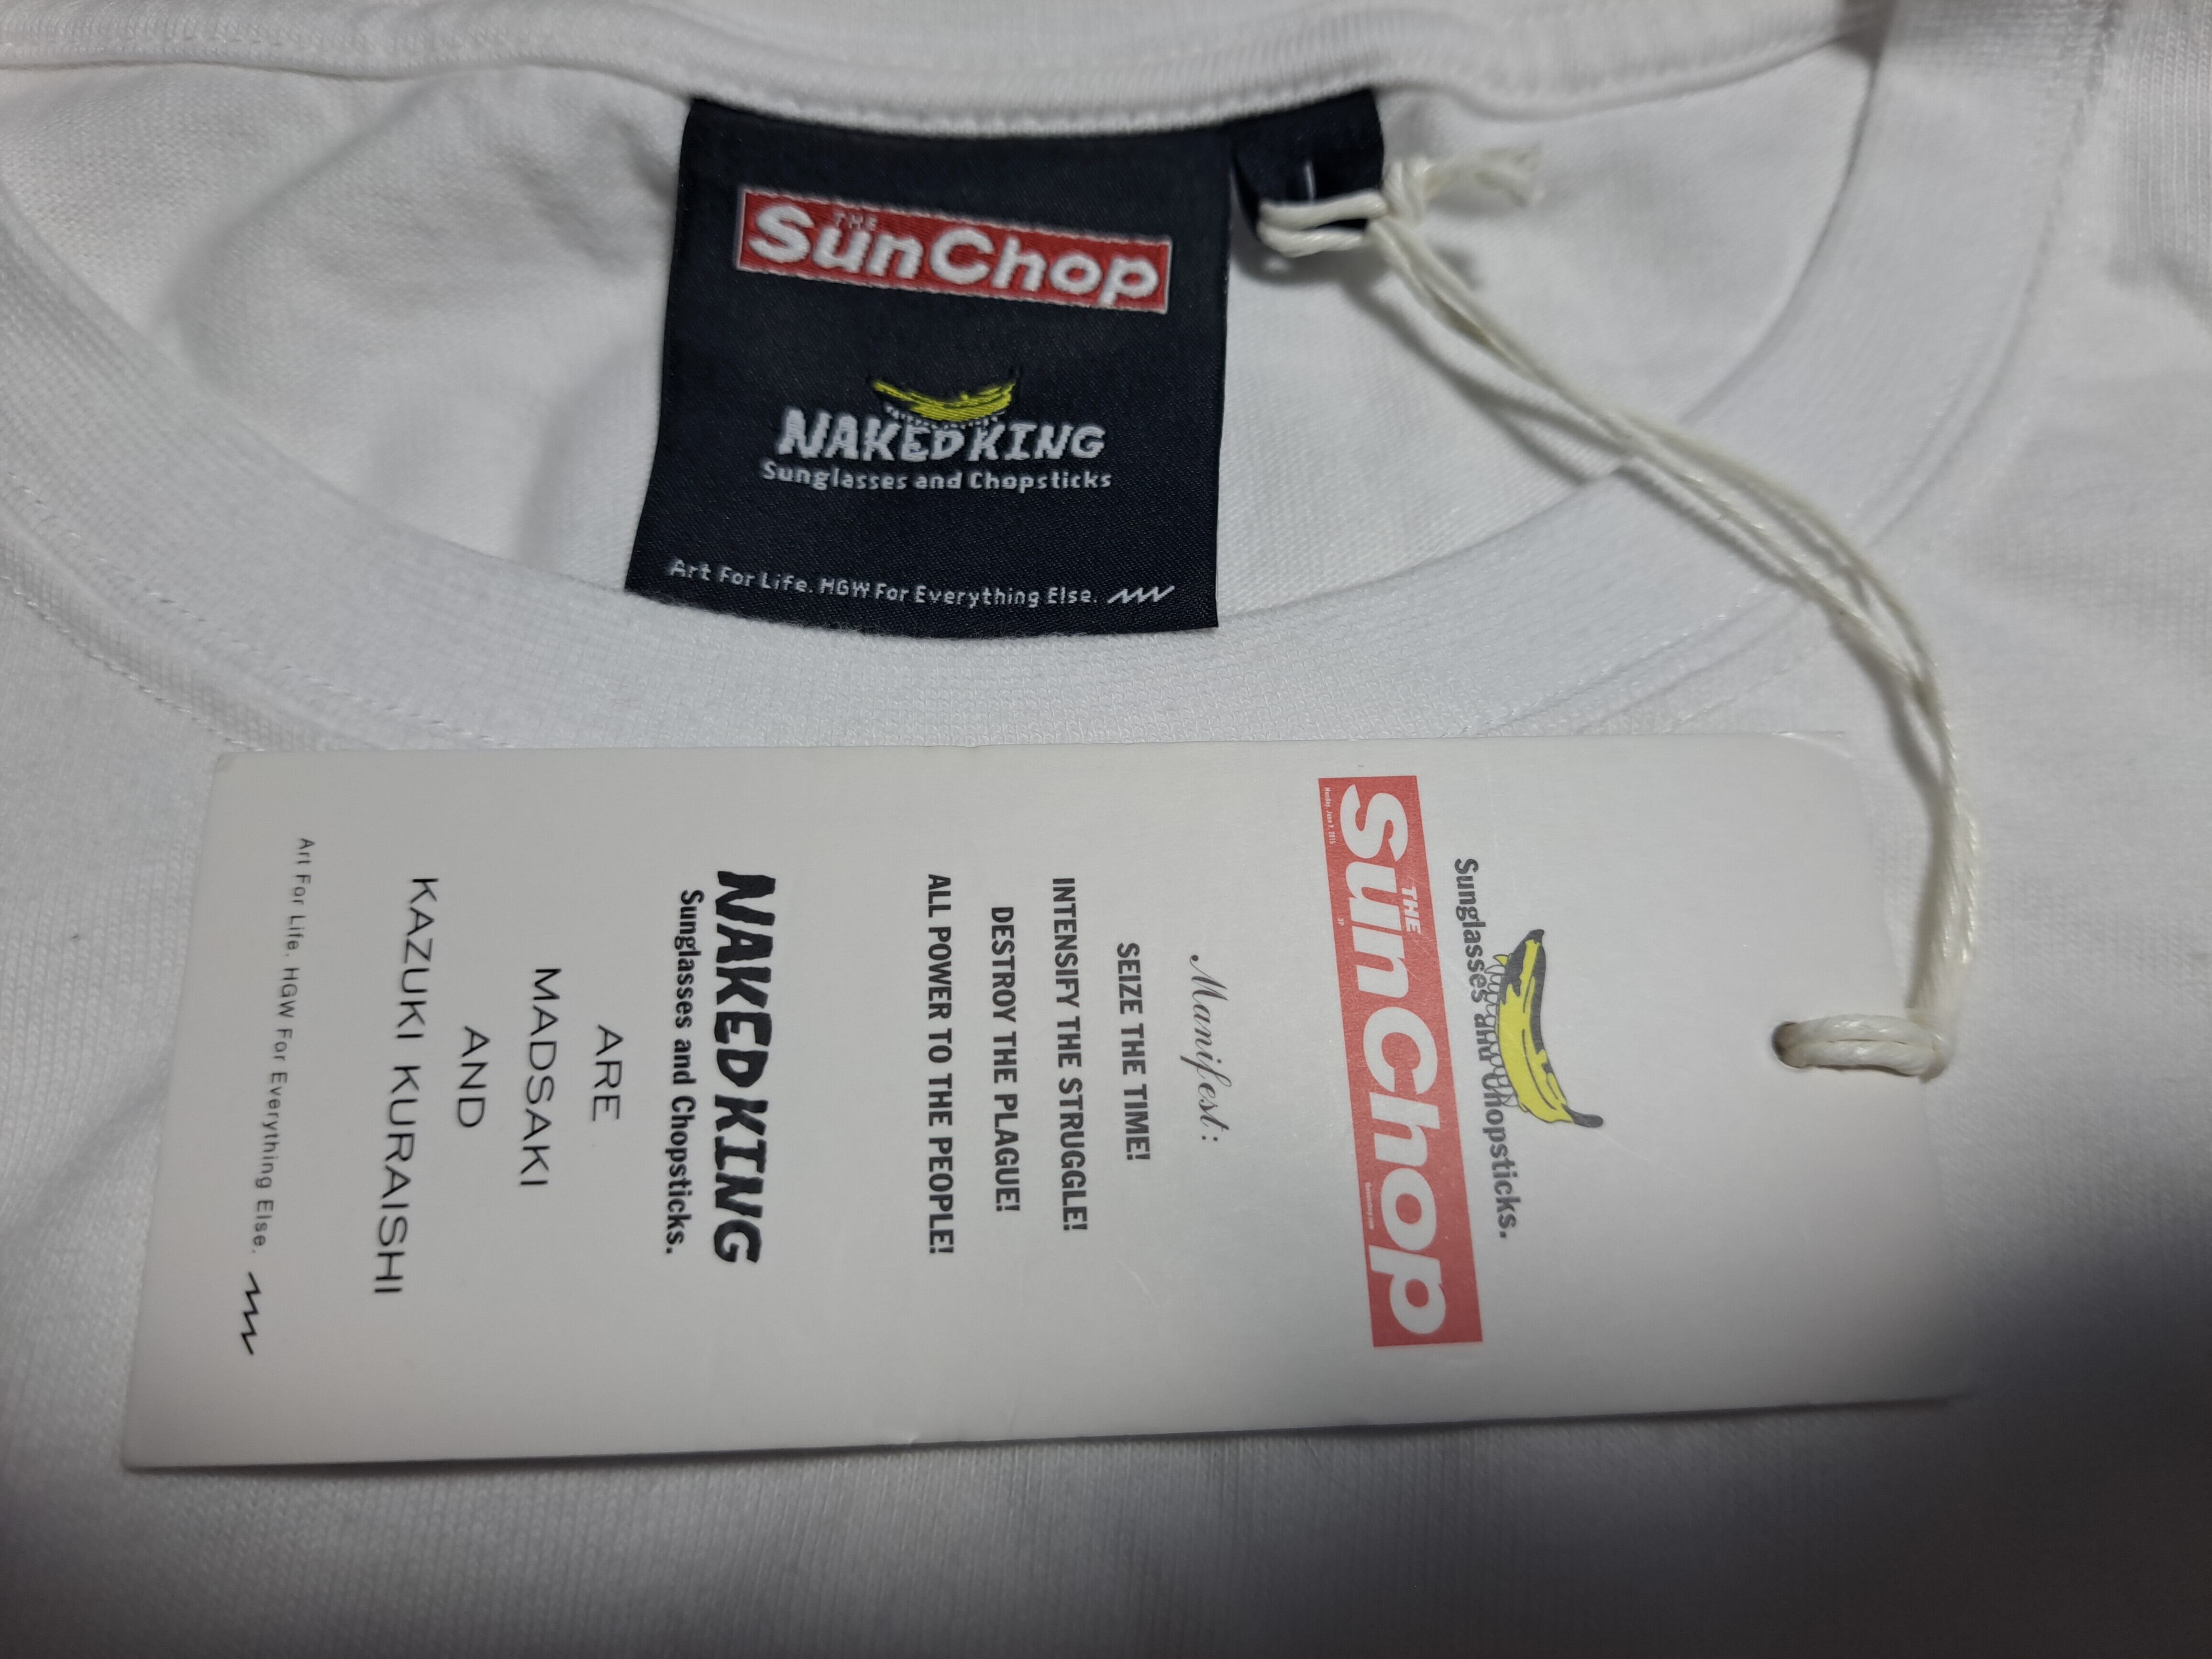 THE
SunChop
NAKED KING
Sunglasses and Chopsticks
Art For Life. HGW For Everything Else.
L
Sunglasses and Chopsticks.
THE
SunChop
Manifest:
SEIZE THE TIME!
INTENSIFY THE STRUGGLE!
DESTROY THE PLAGUE!
ALL POWER TO THE PEOPLE!
NAKED KING
Sunglasses and Chopsticks.
ARE
MADSAKI
AND
KAZUKI KURAISHI
Art For Life. HGW For Everything Else.